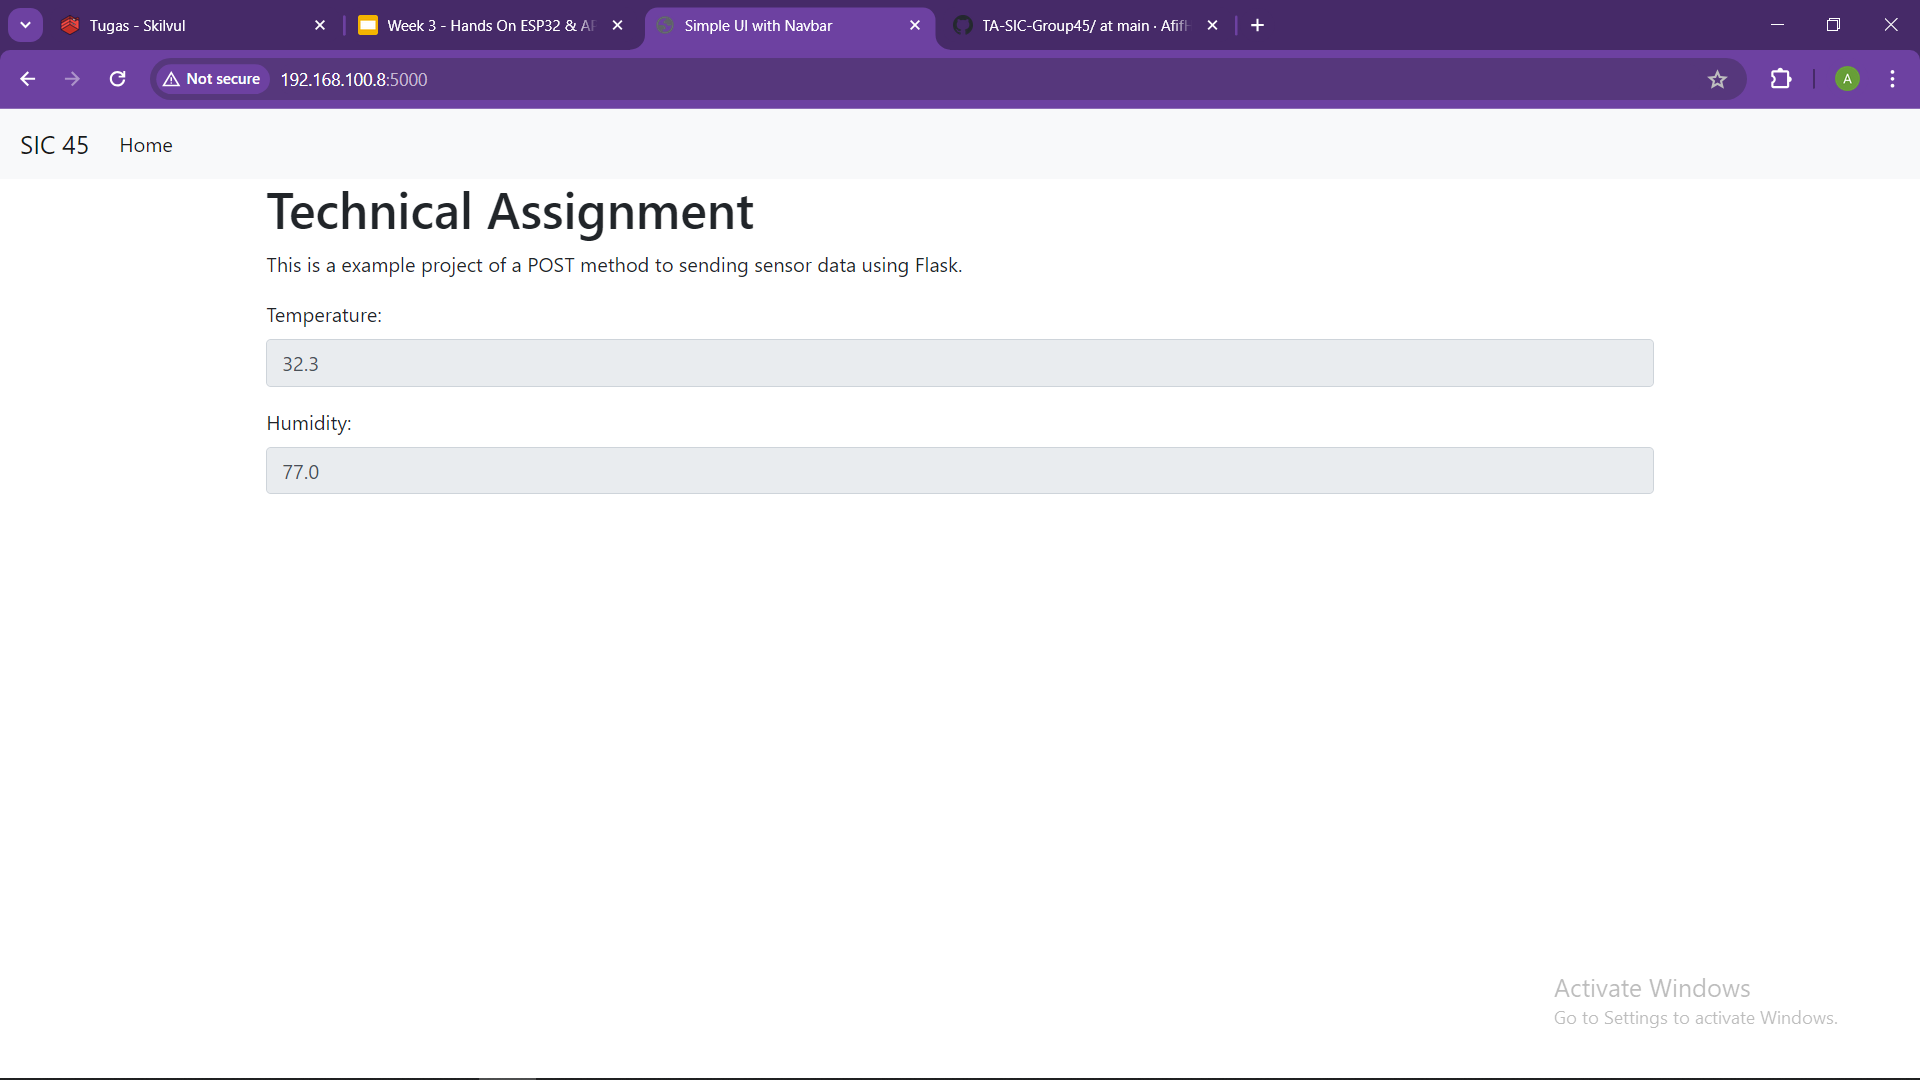 Tugas - Skilvul
Week 3 - Hands On ESP32 & AP
Simple UI with Navbar
TA-SIC-Group45/ at main · Afif
Not secure
192.168.100.8:5000
A
SIC 45
Home
Technical Assignment
This is a example project of a POST method to sending sensor data using Flask.
Temperature:
32.3
Humidity:
77.0
Activate Windows
Go to Settings to activate Windows.